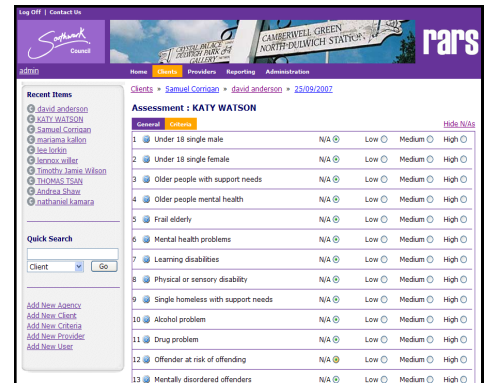 Log Off | Contact Us
Southwark
Council
CRYSTAL PALACE
DULWICH PARK
GALLERY
CAMBERWELL GREEN
NORTH DULWICH STATION
rars
admin
Home Clients Providers Reporting Administration
Recent Items
david anderson
KATY WATSON
Samuel Corrigan
mariama kallon
lee lorkin
lennox willer
Timothy Jamie Wilson
THOMAS TSAN
Andrea Shaw
nathaniel kamara
Quick Search
Client Go
Add New Agency
Add New Client
Add New Criteria
Add New Provider
Add New User
Clients » Samuel Corrigan » david anderson » 25/09/2007
Assessment : KATY WATSON
General Criteria Hide N/As
1 Under 18 single male N/A Low Medium High
2 Under 18 single female N/A Low Medium High
3 Older people with support needs N/A Low Medium High
4 Older people mental health N/A Low Medium High
5 Frail elderly N/A Low Medium High
6 Mental health problems N/A Low Medium High
7 Learning disabilities N/A Low Medium High
8 Physical or sensory disability N/A Low Medium High
9 Single homeless with support needs N/A Low Medium High
10 Alcohol problem N/A Low Medium High
11 Drug problem N/A Low Medium High
12 Offender at risk of offending N/A Low Medium High
13 Mentally disordered offenders N/A Low Medium High